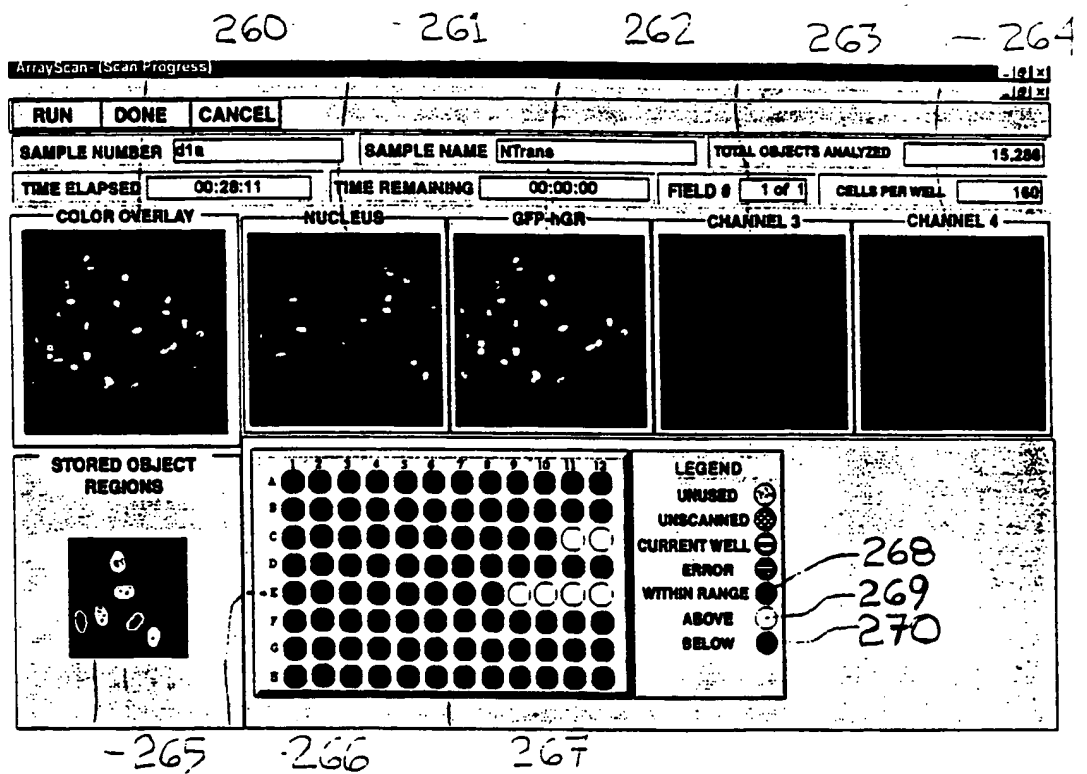 260 261 262 263 264
ArrayScan- (Scan Progress)
RUN DONE CANCEL
SAMPLE NUMBER d1a SAMPLE NAME NTrans TOTAL OBJECTS ANALYZED 15,286
TIME ELAPSED 00:28:11 TIME REMAINING 00:00:00 FIELD # 1 of 1 CELLS PER WELL 160
COLOR OVERLAY NUCLEUS GFP-hGR CHANNEL 3 CHANNEL 4
STORED OBJECT
REGIONS
1 2 3 4 5 6 7 8 9 10 11 12
A
B
C
D
E
F
G
H
LEGEND
UNUSED
UNSCANNED
CURRENT WELL
ERROR
WITHIN RANGE 268
ABOVE 269
BELOW 270
265 266 267